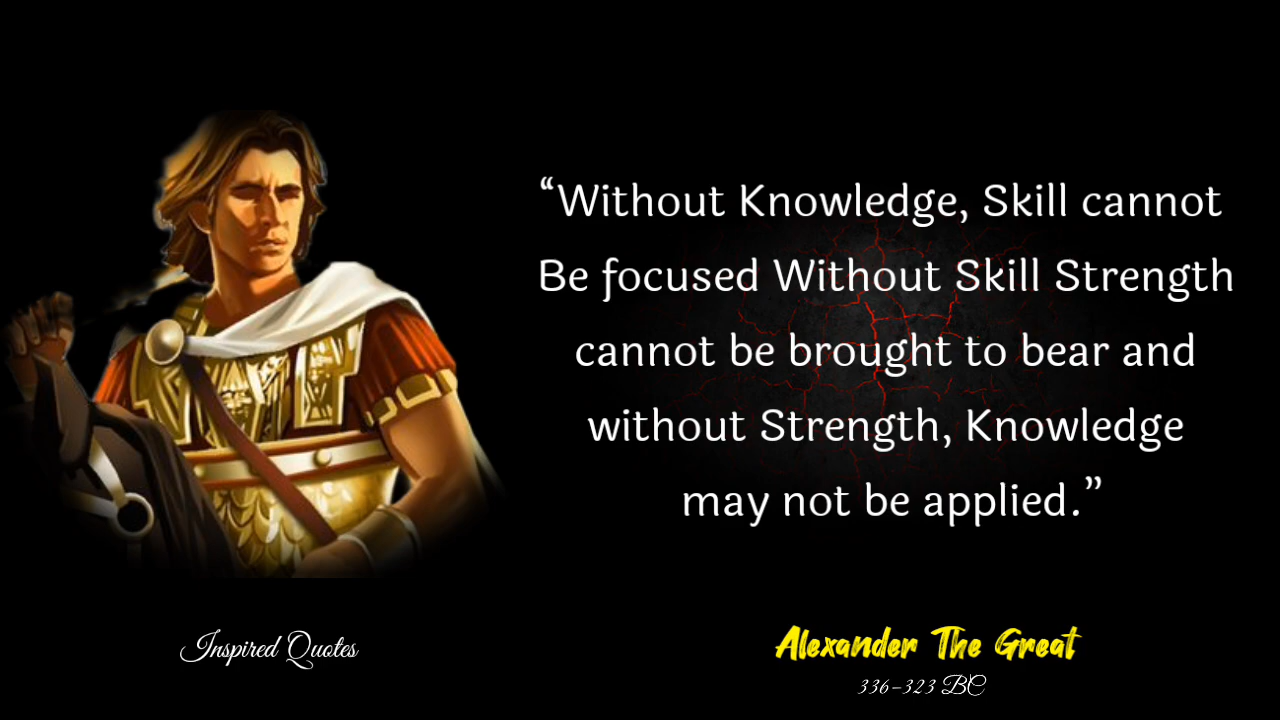 “Without Knowledge, Skill cannot
Be focused Without Skill Strength
cannot be brought to bear and
without Strength, Knowledge
may not be applied.”
Inspired Quotes
Alexander The Great
336–323 BC